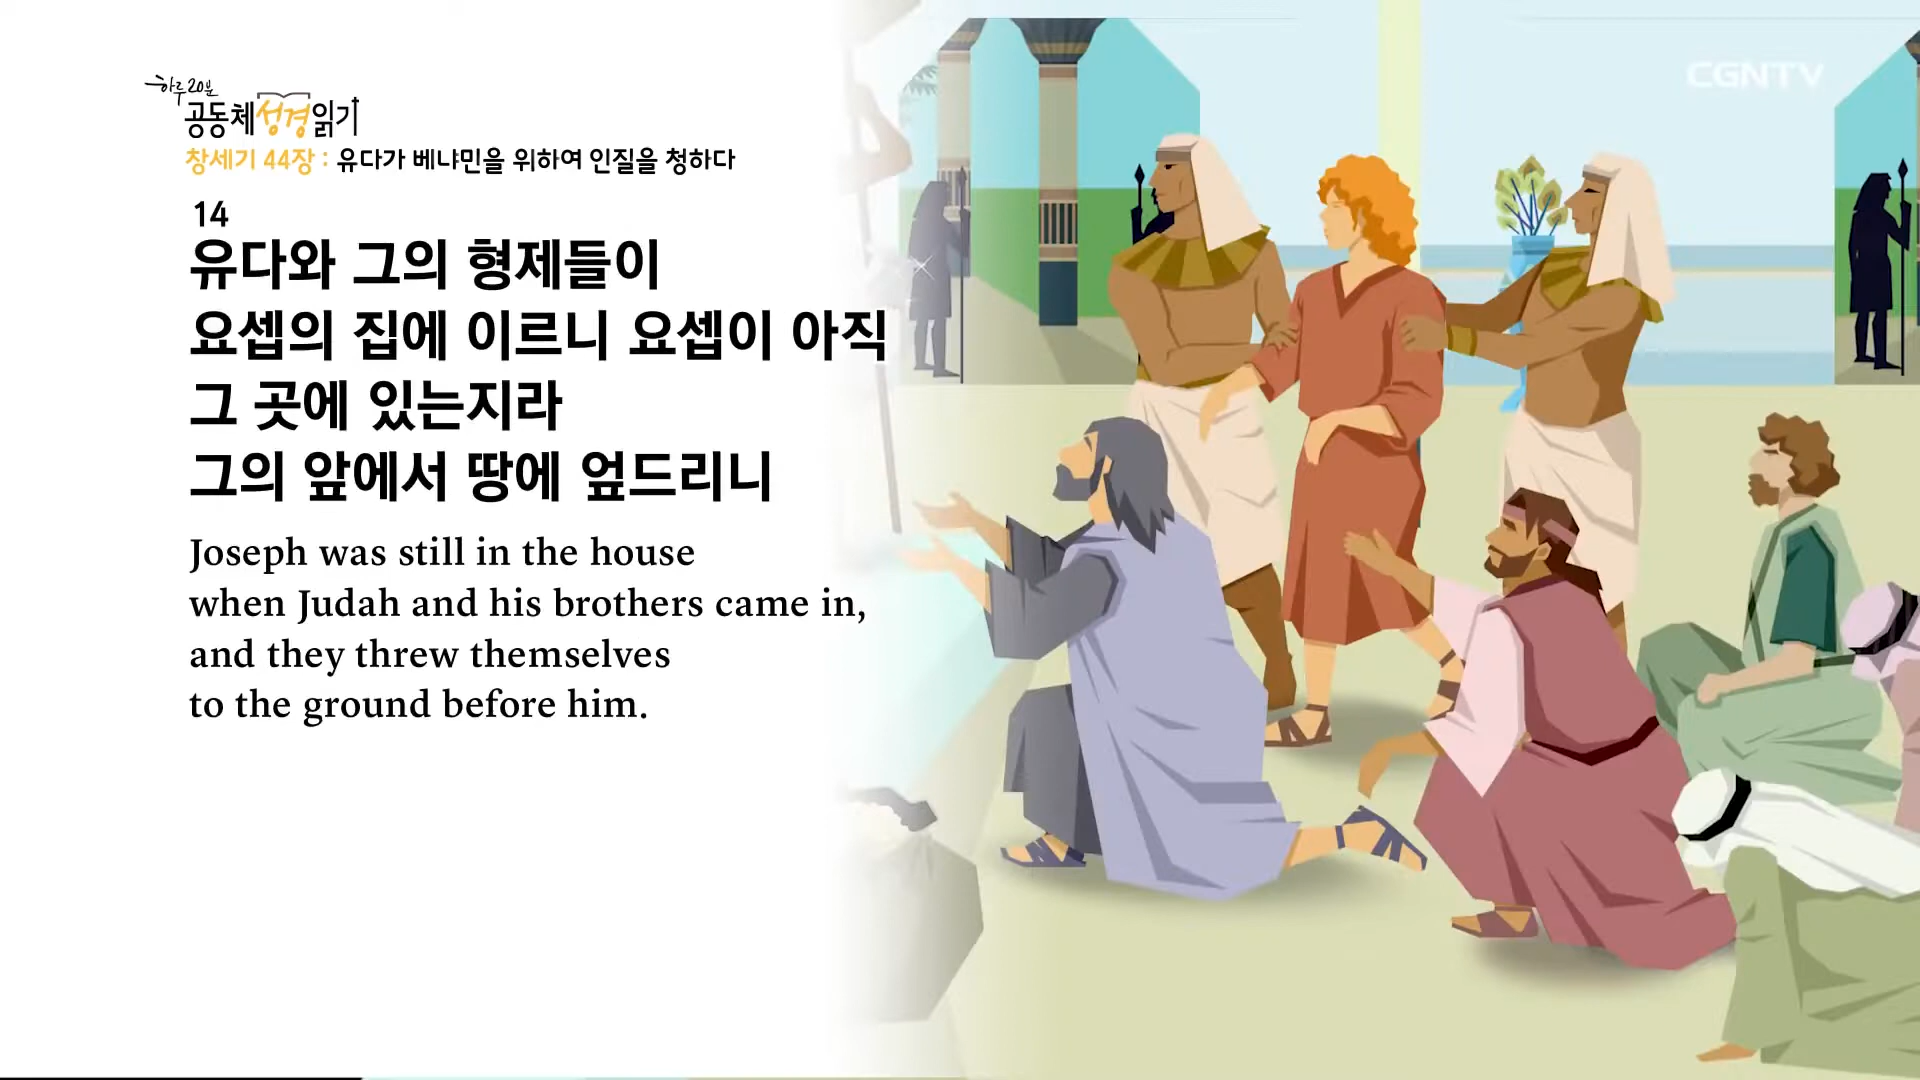 하루 20분
공동체성경읽기
창세기 44장 : 유다가 베냐민을 위하여 인질을 청하다
14
유다와 그의 형제들이
요셉의 집에 이르니 요셉이 아직
그 곳에 있는지라
그의 앞에서 땅에 엎드리니
Joseph was still in the house
when Judah and his brothers came in,
and they threw themselves
to the ground before him.
CGNTV